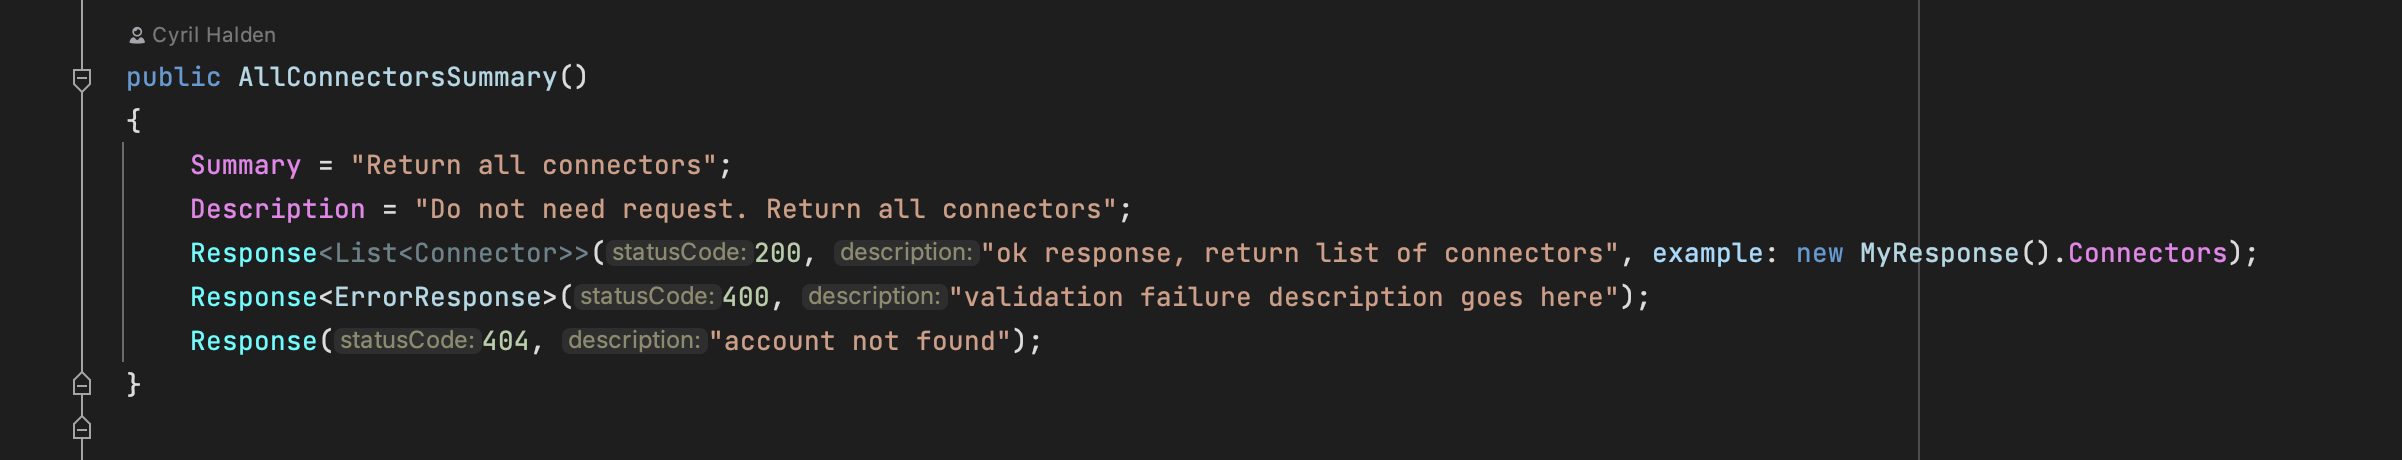 Cyril Halden
public AllConnectorsSummary()
{
Summary = "Return all connectors";
Description = "Do not need request. Return all connectors";
Response<List<Connector>>(statusCode: 200, description: "ok response, return list of connectors", example: new MyResponse().Connectors);
Response<ErrorResponse>(statusCode: 400, description: "validation failure description goes here");
Response(statusCode: 404, description: "account not found");
}